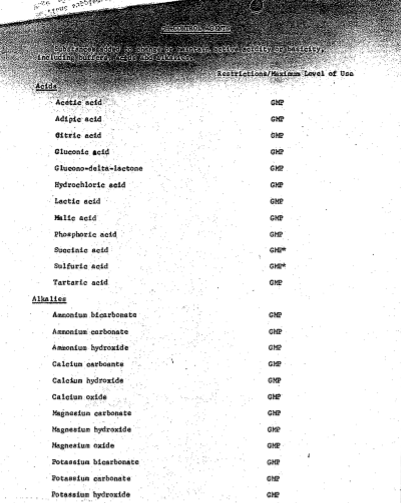 Substances added to change or maintain active acidity or basicity,
including buffers, acids and alkalies.
Restrictions/Maximum Level of Use
Acids
Acetic acid GMP
Adipic acid GMP
Citric acid GMP
Gluconic acid GMP
Glucono-delta-lactone GMP
Hydrochloric acid GMP
Lactic acid GMP
Malic acid GMP
Phosphoric acid GMP
Succinic acid GMP*
Sulfuric acid GMP*
Tartaric acid GMP
Alkalies
Ammonium bicarbonate GMP
Ammonium carbonate GMP
Ammonium hydroxide GMP
Calcium carbonate GMP
Calcium hydroxide GMP
Calcium oxide GMP
Magnesium carbonate GMP
Magnesium hydroxide GMP
Magnesium oxide GMP
Potassium bicarbonate GMP
Potassium carbonate GMP
Potassium hydroxide GMP